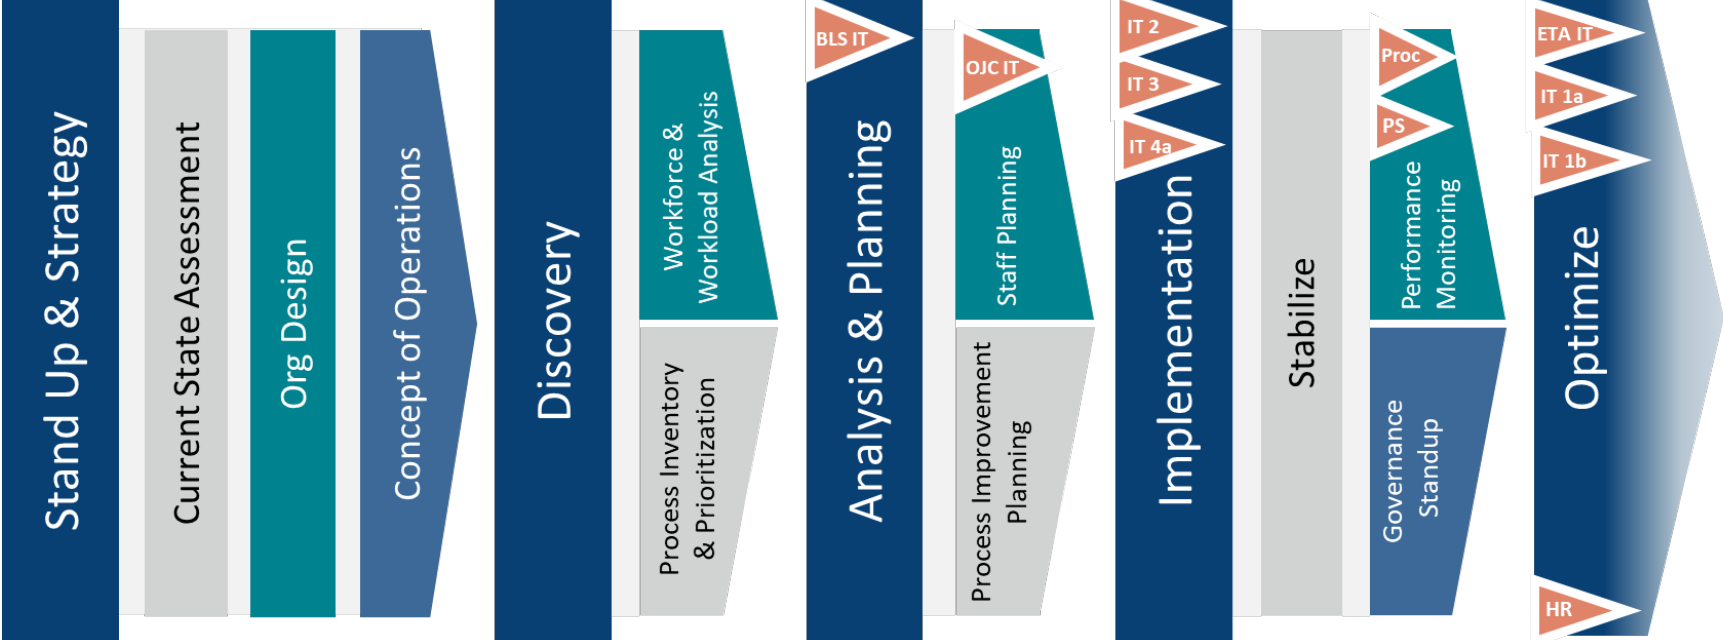 Stand Up & Strategy
Current State Assessment
Org Design
Concept of Operations
Discovery
Workforce &
Workload Analysis
Process Inventory
& Prioritization
BLS IT
Analysis & Planning
OJC IT
Staff Planning
Process Improvement
Planning
IT 2
IT 3
IT 4a
Implementation
Stabilize
Proc
PS
Performance
Monitoring
Governance
Standup
ETA IT
IT 1a
IT 1b
Optimize
HR